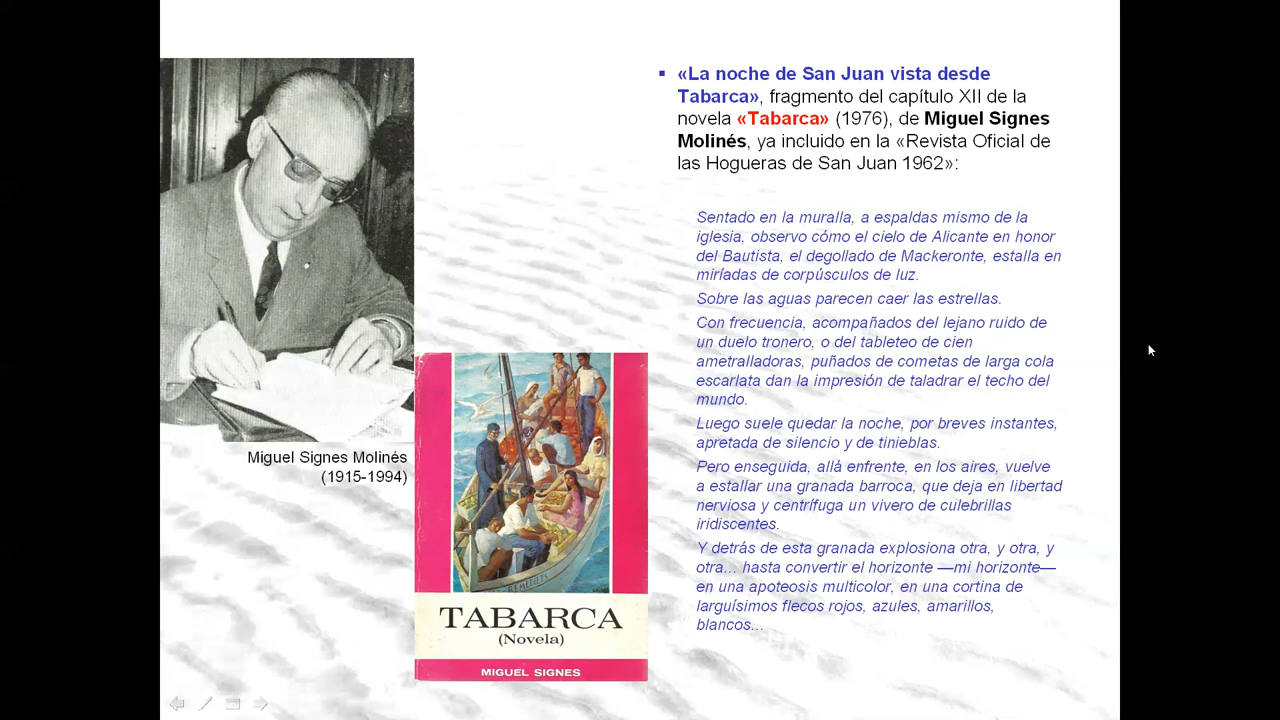 «La noche de San Juan vista desde
Tabarca», fragmento del capítulo XII de la
novela «Tabarca» (1976), de Miguel Signes
Molinés, ya incluido en la «Revista Oficial de
las Hogueras de San Juan 1962»:
Sentado en la muralla, a espaldas mismo de la
iglesia, observo cómo el cielo de Alicante en honor
del Bautista, el degollado de Mackeronte, estalla en
miríadas de corpúsculos de luz.
Sobre las aguas parecen caer las estrellas.
Con frecuencia, acompañados del lejano ruido de
un duelo tronero, o del tableteo de cien
ametralladoras, puñados de cometas de larga cola
escarlata dan la impresión de taladrar el techo del
mundo.
Luego suele quedar la noche, por breves instantes,
apretada de silencio y de tinieblas.
Pero enseguida, allá enfrente, en los aires, vuelve
a estallar una granada barroca, que deja en libertad
nerviosa y centrífuga un vivero de culebrillas
iridiscentes.
Y detrás de esta granada explosiona otra, y otra, y
otra... hasta convertir el horizonte —mi horizonte—
en una apoteosis multicolor, en una cortina de
larguísimos flecos rojos, azules, amarillos,
blancos...
Miguel Signes Molinés
(1915-1994)
TABARCA
(Novela)
MIGUEL SIGNES